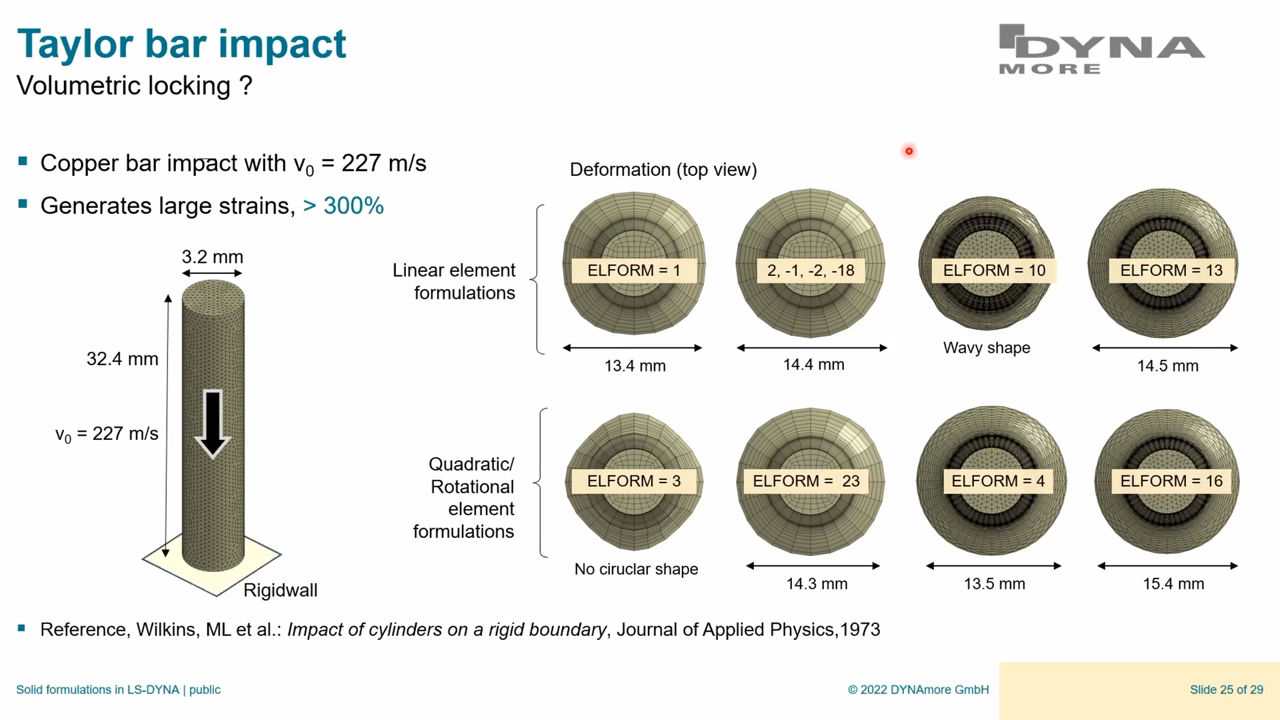 Taylor bar impact
Volumetric locking ?
DYNA
MORE
Copper bar impact with v0 = 227 m/s
Generates large strains, > 300%
3.2 mm
32.4 mm
v0 = 227 m/s
Rigidwall
Deformation (top view)
Linear element
formulations
ELFORM = 1
2, -1, -2, -18
ELFORM = 10
ELFORM = 13
13.4 mm
14.4 mm
Wavy shape
14.5 mm
Quadratic/
Rotational
element
formulations
ELFORM = 3
ELFORM = 23
ELFORM = 4
ELFORM = 16
No ciruclar shape
14.3 mm
13.5 mm
15.4 mm
Reference, Wilkins, ML et al.: Impact of cylinders on a rigid boundary, Journal of Applied Physics,1973
Solid formulations in LS-DYNA | public
© 2022 DYNAmore GmbH
Slide 25 of 29